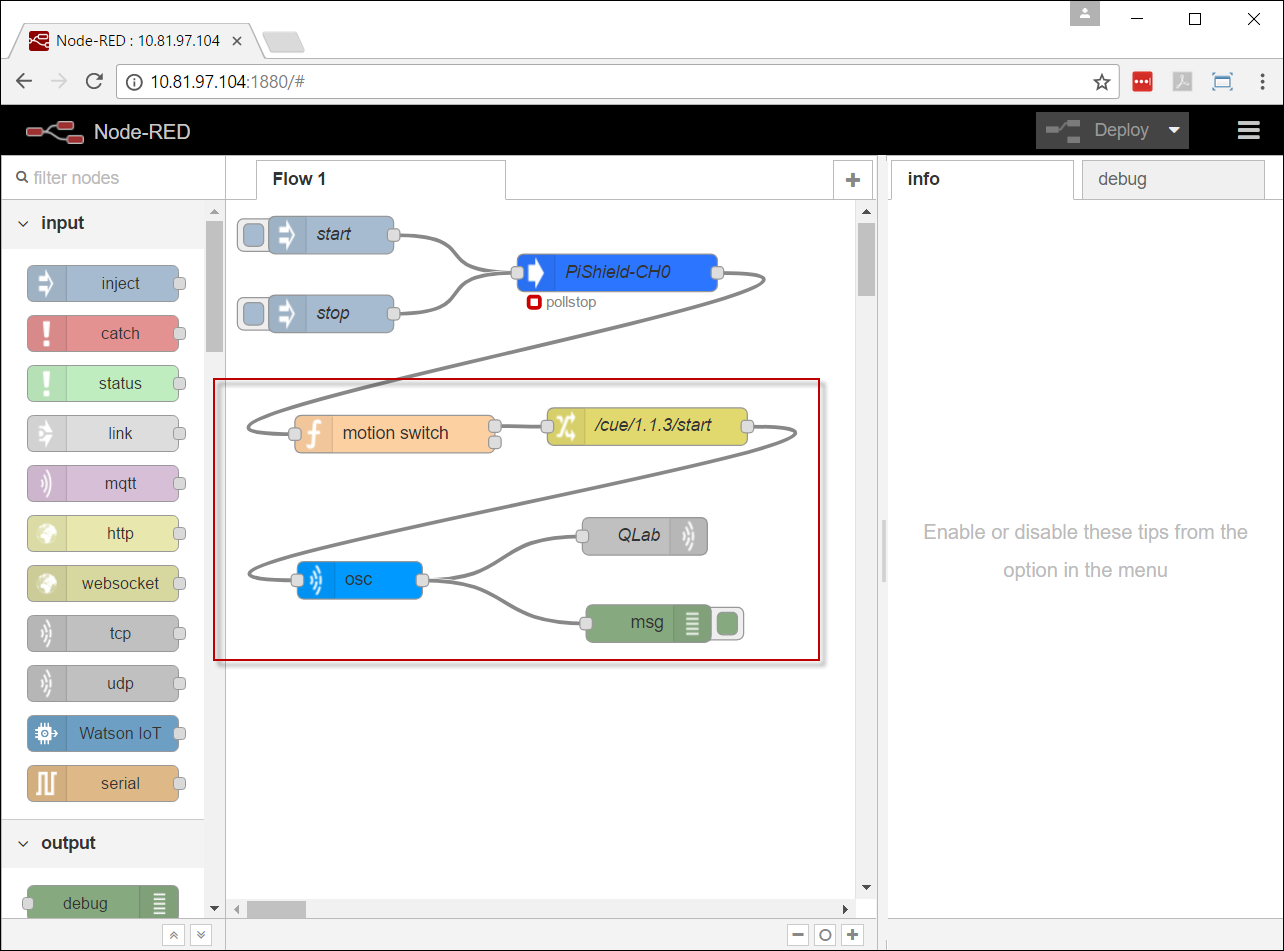 Node-RED : 10.81.97.104
10.81.97.104:1880/#
Node-RED
Deploy
filter nodes
input
inject
catch
status
link
mqtt
http
websocket
tcp
udp
Watson IoT
serial
output
debug
Flow 1
start
stop
PiShield-CH0
pollstop
motion switch
/cue/1.1.3/start
QLab
osc
msg
info
debug
Enable or disable these tips from the
option in the menu